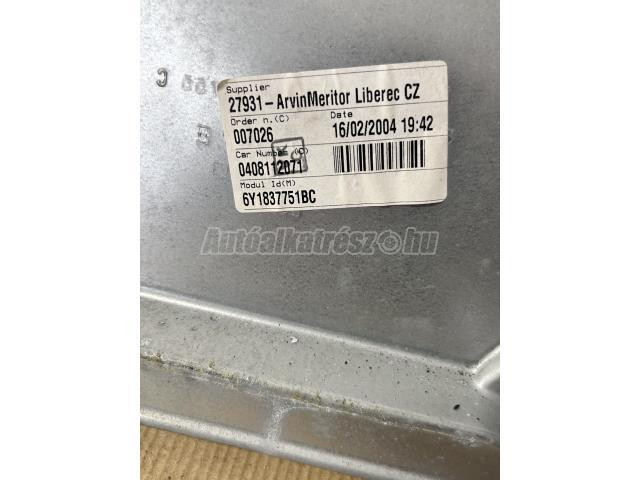 Supplier
27931-ArvinMeritor Liberec CZ
Order n.(C) Date
007026 16/02/2004 19:42
Car Number (C)
0408112071
Modul Id(M)
6Y1837751BC
Autóalkatrész.hu